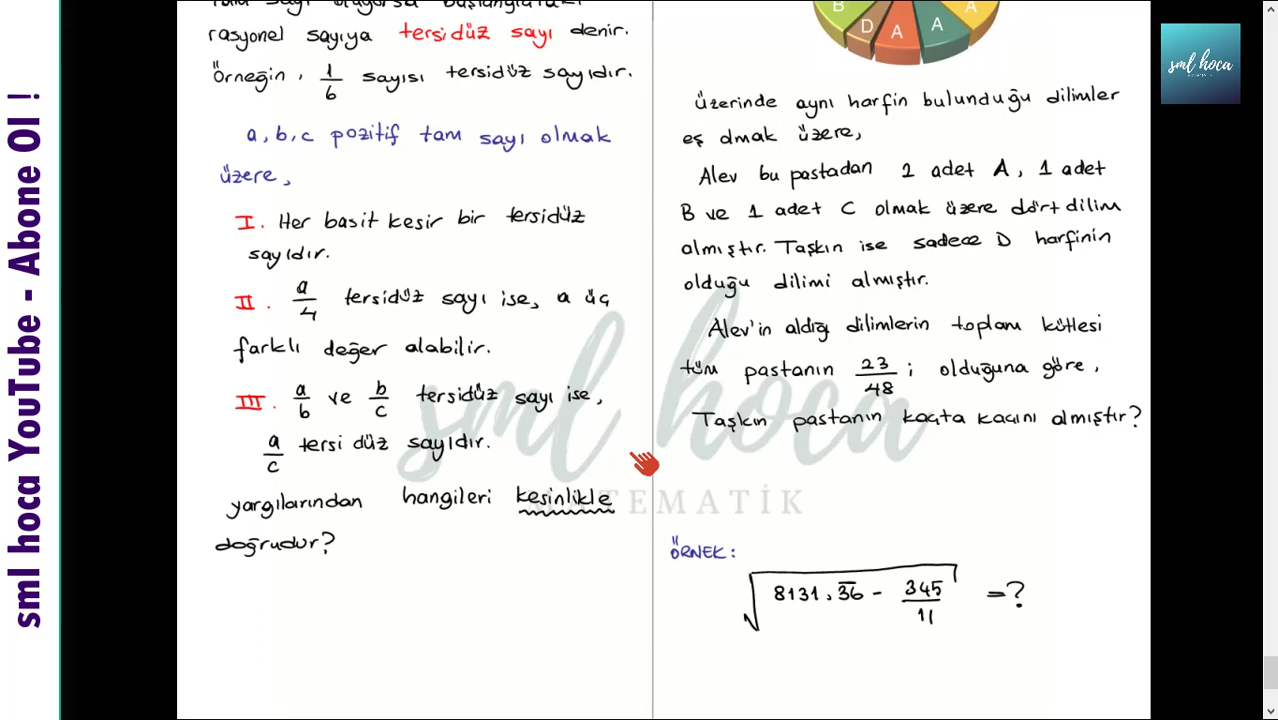 sml hoca YouTube - Abone Ol !
rasyonel sayıya tersidüz sayı denir.
Örneğin, 1/6 sayısı tersidüz sayıdır.
a, b, c pozitif tam sayı olmak
üzere,
I. Her basit kesir bir tersidüz
sayıdır.
II. a/4 tersidüz sayı ise, a üç
farklı değer alabilir.
III. a/b ve b/c tersidüz sayı ise,
a/c tersi düz sayıdır.
yargılarından hangileri kesinlikle
doğrudur?
B D A A A
üzerinde aynı harfin bulunduğu dilimler
eş olmak üzere,
Alev bu pastadan 2 adet A, 1 adet
B ve 1 adet C olmak üzere dört dilim
almıştır. Taşkın ise sadece D harfinin
olduğu dilimi almıştır.
Alev'in aldığı dilimlerin toplam kütlesi
tüm pastanın 23/48 i olduğuna göre,
Taşkın pastanın kaçta kaçını almıştır?
ÖRNEK:
√(8131,3̅6̅ - 345/11) = ?
sml hoca
MATEMATİK
sml hoca